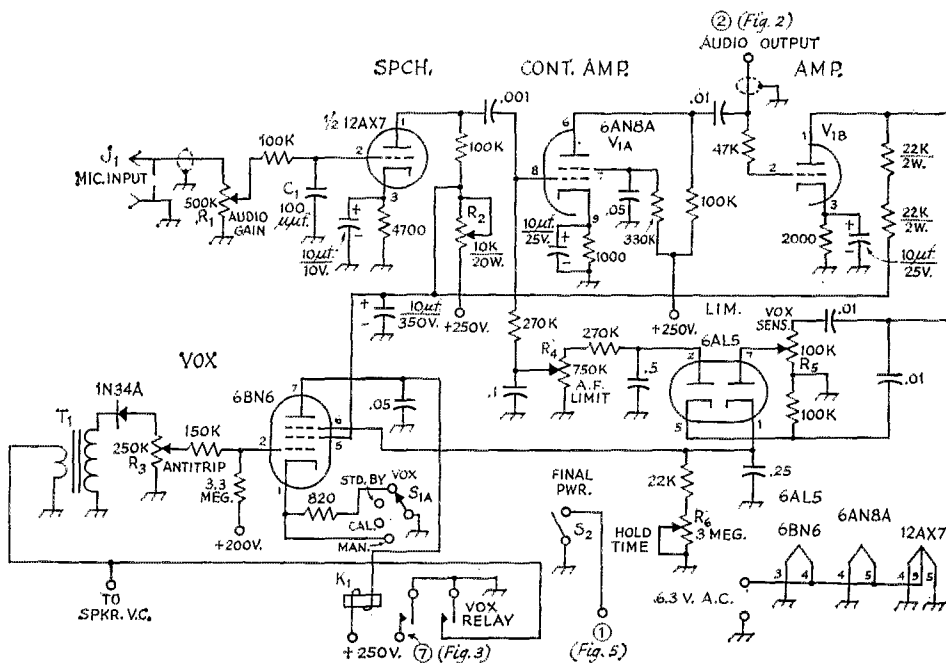 ② (Fig. 2)
AUDIO OUTPUT
SPCH.
CONT. AMP.
AMP.
½ 12AX7
.001
.01
6AN8A
V1A
V1B
J1
MIC. INPUT
100K
1
2
3
100K
6
8
7
9
47K
1
2
3
22K
2W.
22K
2W.
500K
R1
AUDIO
GAIN
C1
100
µµf.
+
-
10µf
10V.
4700
R2
10K
20W.
10µf
25V.
+
-
1000
.05
330K
100K
2000
+
-
10µf
25V.
+
-
10µf
350V.
+250V.
+250V.
LIM.
6AL5
VOX
SENS.
.01
VOX
270K
270K
R4
750K
A.F.
LIMIT
.1
.5
2
7
5
1
100K
R5
100K
.01
1N34A
T1
250K
R3
150K
ANTITRIP
3.3
MEG.
+200V.
6BN6
7
2
6
5
1
.05
820
STD. BY
VOX
S1A
CAL.
MAN.
FINAL
PWR.
S2
22K
HOLD
TIME
R6
3 MEG.
.25
6AL5
6BN6
6AN8A
12AX7
3
4
4
5
4
9
5
6.3 V. A.C.
TO
SPKR. V.C.
K1
VOX
RELAY
+250V.
⑦ (Fig. 3)
①
(Fig. 5)